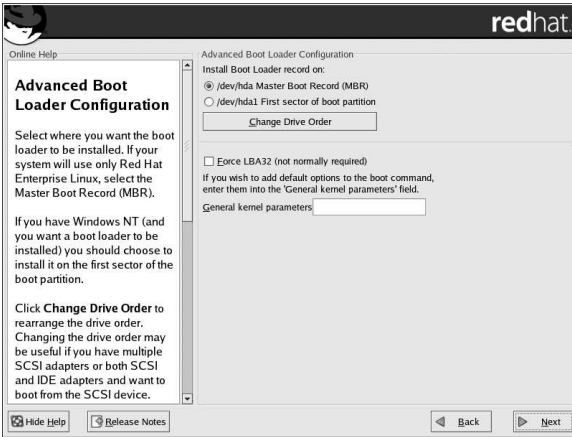 redhat.
Online Help
Advanced Boot
Loader Configuration
Select where you want the boot
loader to be installed. If your
system will use only Red Hat
Enterprise Linux, select the
Master Boot Record (MBR).
If you have Windows NT (and
you want a boot loader to be
installed) you should choose to
install it on the first sector of the
boot partition.
Click Change Drive Order to
rearrange the drive order.
Changing the drive order may
be useful if you have multiple
SCSI adapters or both SCSI
and IDE adapters and want to
boot from the SCSI device.
Advanced Boot Loader Configuration
Install Boot Loader record on:
/dev/hda Master Boot Record (MBR)
/dev/hda1 First sector of boot partition
Change Drive Order
Force LBA32 (not normally required)
If you wish to add default options to the boot command,
enter them into the 'General kernel parameters' field.
General kernel parameters
Hide Help
Release Notes
Back
Next